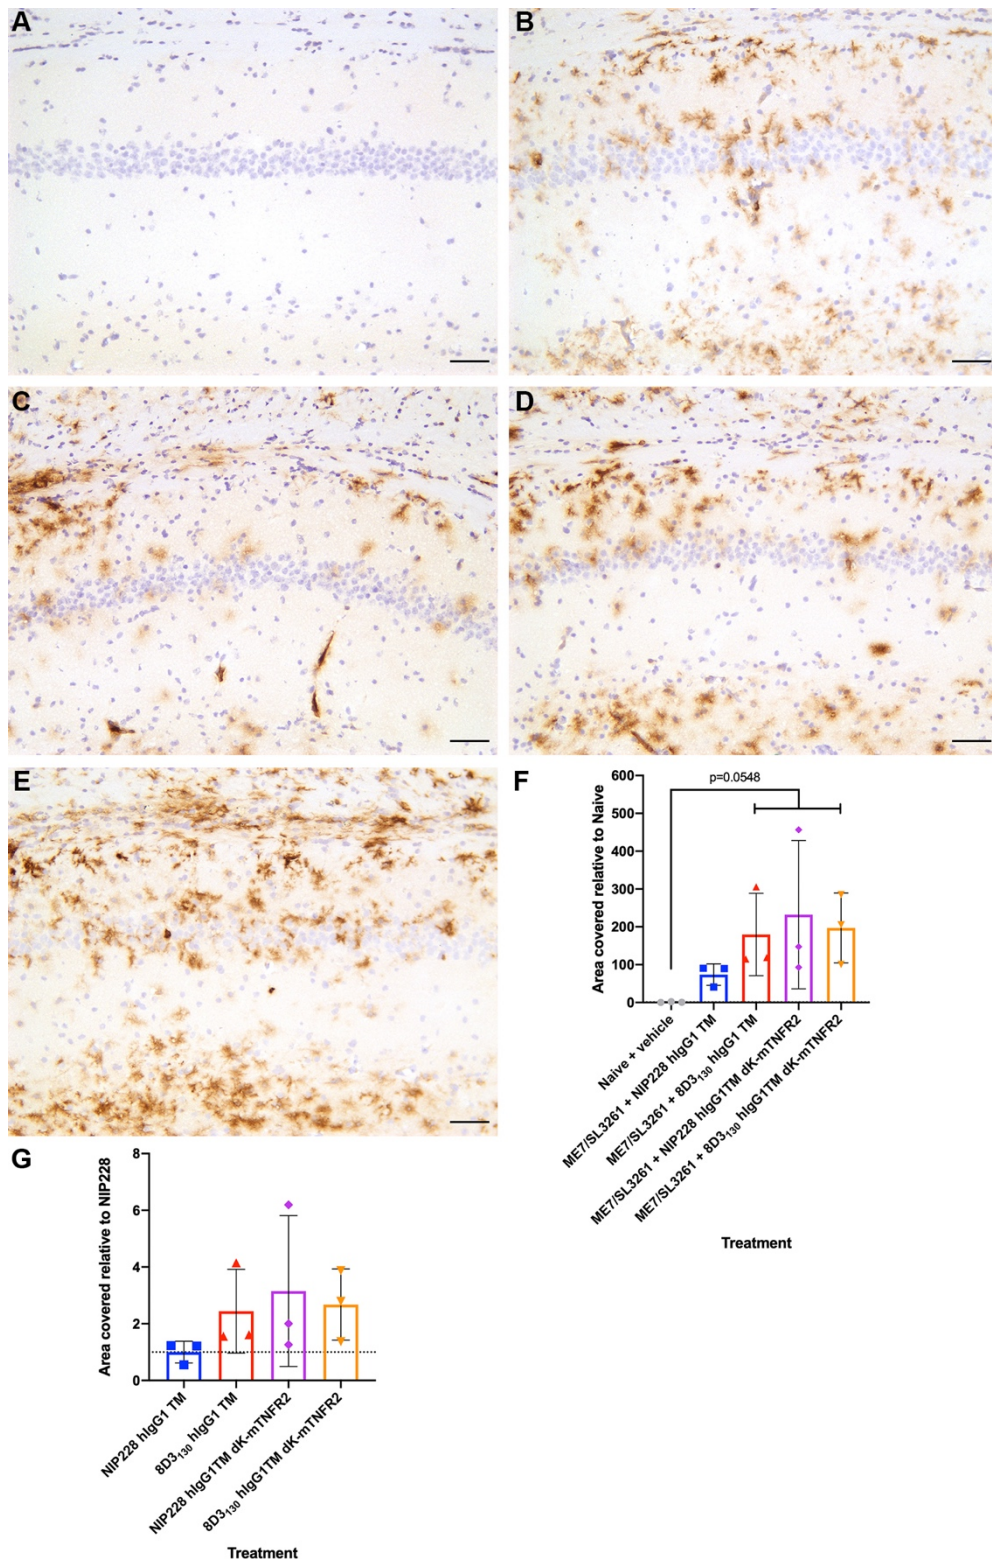 A
B
C
D
E
F
p=0.0548
Area covered relative to Naive
600
500
400
300
200
100
0
Naive + vehicle
ME7/SL3261 + NIP228 hIgG1 TM
ME7/SL3261 + 8D3₁₃₀ hIgG1 TM
ME7/SL3261 + NIP228 hIgG1TM dK-mTNFR2
ME7/SL3261 + 8D3₁₃₀ hIgG1TM dK-mTNFR2
Treatment
G
Area covered relative to NIP228
8
6
4
2
0
NIP228 hIgG1 TM
8D3₁₃₀ hIgG1 TM
NIP228 hIgG1TM dK-mTNFR2
8D3₁₃₀ hIgG1TM dK-mTNFR2
Treatment